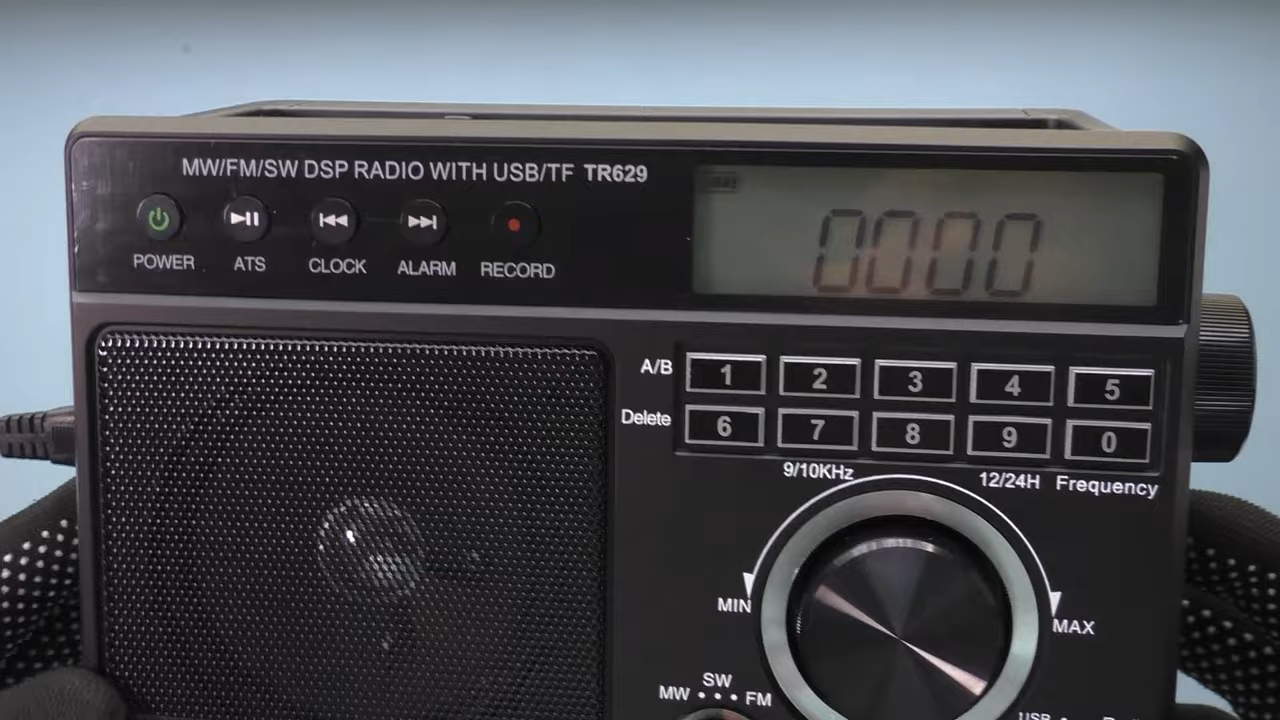 MW/FM/SW DSP RADIO WITH USB/TF TR629
0000
POWER ATS CLOCK ALARM RECORD
A/B 1 2 3 4 5
Delete 6 7 8 9 0
9/10KHz 12/24H Frequency
MIN MAX
SW
MW FM
USB